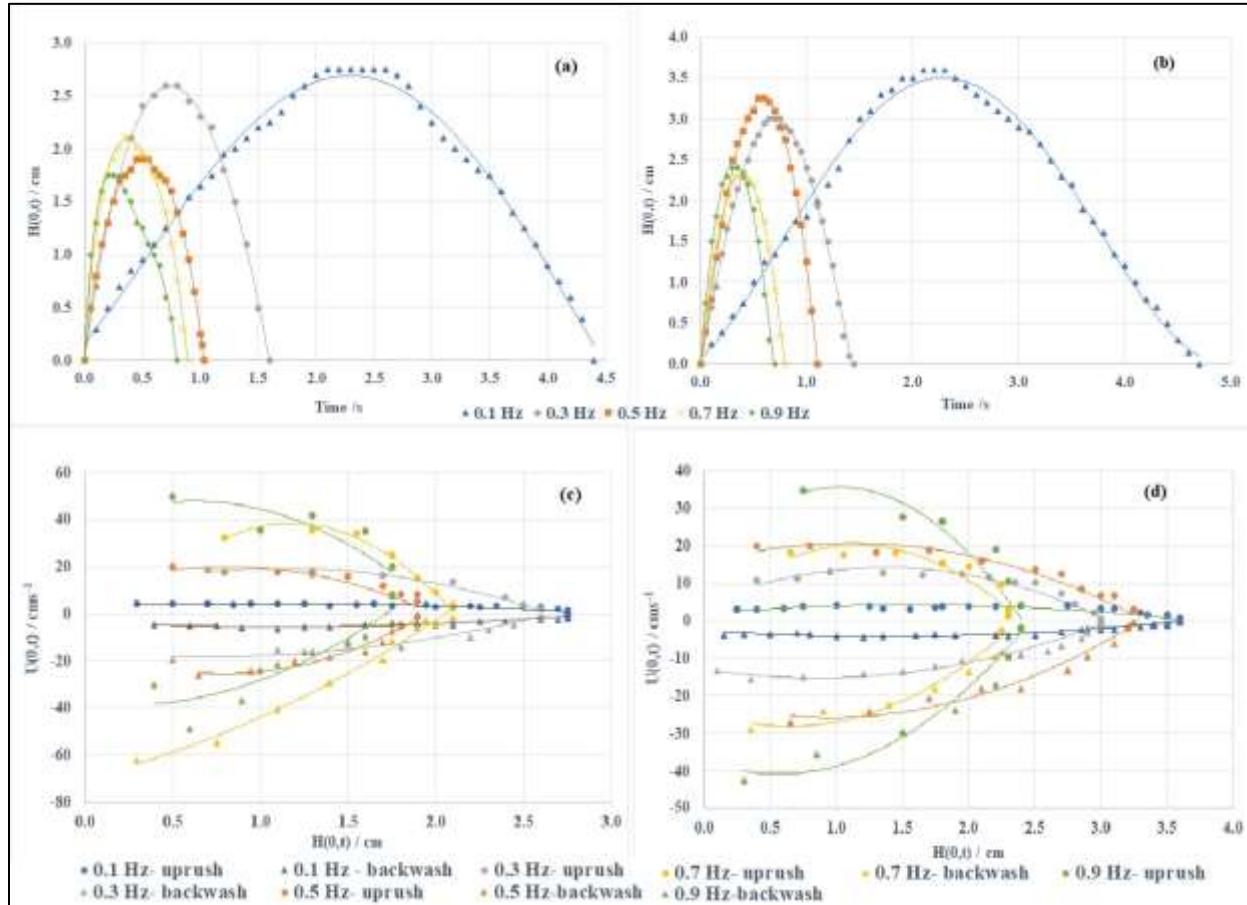 (a)
H(0,t) / cm
3.0
2.5
2.0
1.5
1.0
0.5
0.0
0.0 0.5 1.0 1.5 2.0 2.5 3.0 3.5 4.0 4.5
Time /s
(b)
H(0,t) / cm
4.0
3.5
3.0
2.5
2.0
1.5
1.0
0.5
0.0
0.0 1.0 2.0 3.0 4.0 5.0
Time /s
0.1 Hz 0.3 Hz 0.5 Hz 0.7 Hz 0.9 Hz
(c)
U(0,t) / cms⁻¹
60
40
20
0
-20
-40
-60
-80
0.0 0.5 1.0 1.5 2.0 2.5 3.0
H(0,t) / cm
(d)
U(0,t) / cms⁻¹
40
30
20
10
0
-10
-20
-30
-40
-50
0.0 0.5 1.0 1.5 2.0 2.5 3.0 3.5 4.0
H(0,t) / cm
0.1 Hz- uprush 0.1 Hz - backwash 0.3 Hz- uprush 0.7 Hz- uprush 0.7 Hz- backwash 0.9 Hz- uprush
0.3 Hz- backwash 0.5 Hz - uprush 0.5 Hz-backwash 0.9 Hz-backwash